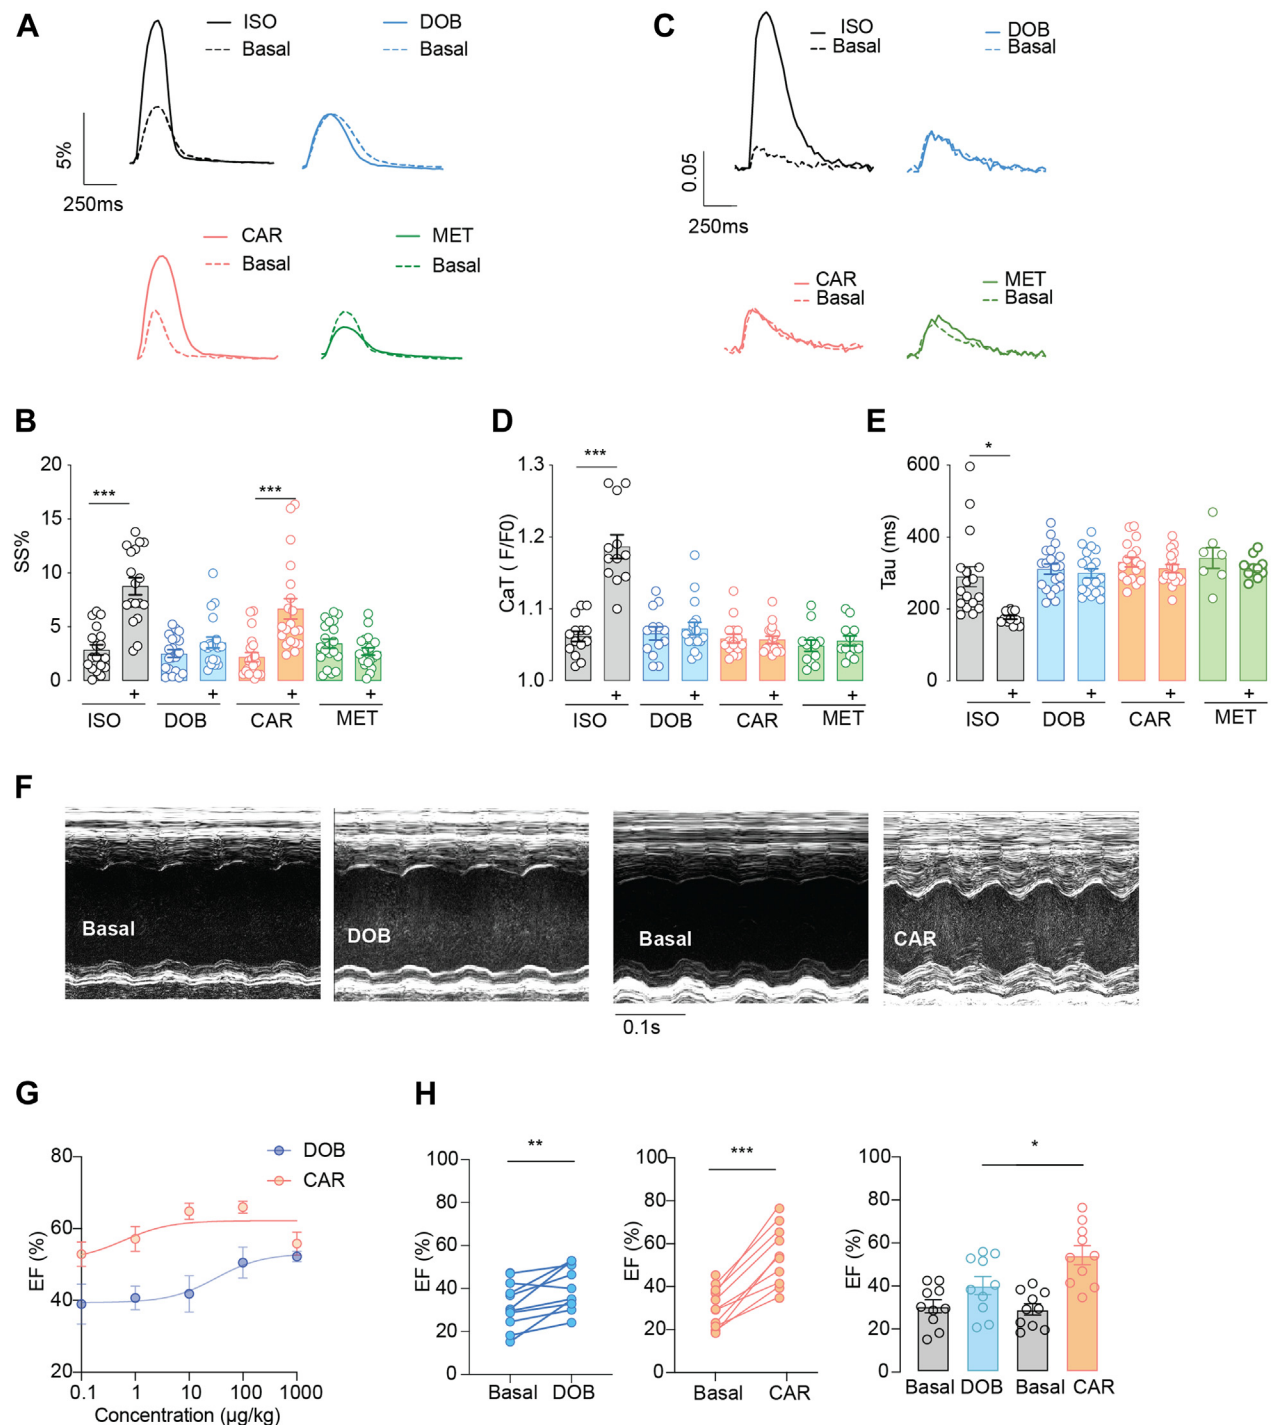 A
ISO
Basal
DOB
Basal
5%
250ms
CAR
Basal
MET
Basal
C
ISO
Basal
DOB
Basal
0.05
250ms
CAR
Basal
MET
Basal
B
SS%
20
15
10
5
0
***
***
+ + + +
ISO DOB CAR MET
D
CaT ( F/F0)
1.3
1.2
1.1
1.0
***
+ + + +
ISO DOB CAR MET
E
Tau (ms)
600
400
200
0
*
+ + + +
ISO DOB CAR MET
F
Basal
DOB
Basal
CAR
0.1s
G
DOB
CAR
EF (%)
80
60
40
20
0.1 1 10 100 1000
Concentration (µg/kg)
H
EF (%)
100
80
60
40
20
0
**
Basal DOB
EF (%)
100
80
60
40
20
0
***
Basal CAR
EF (%)
100
80
60
40
20
0
*
Basal DOB Basal CAR